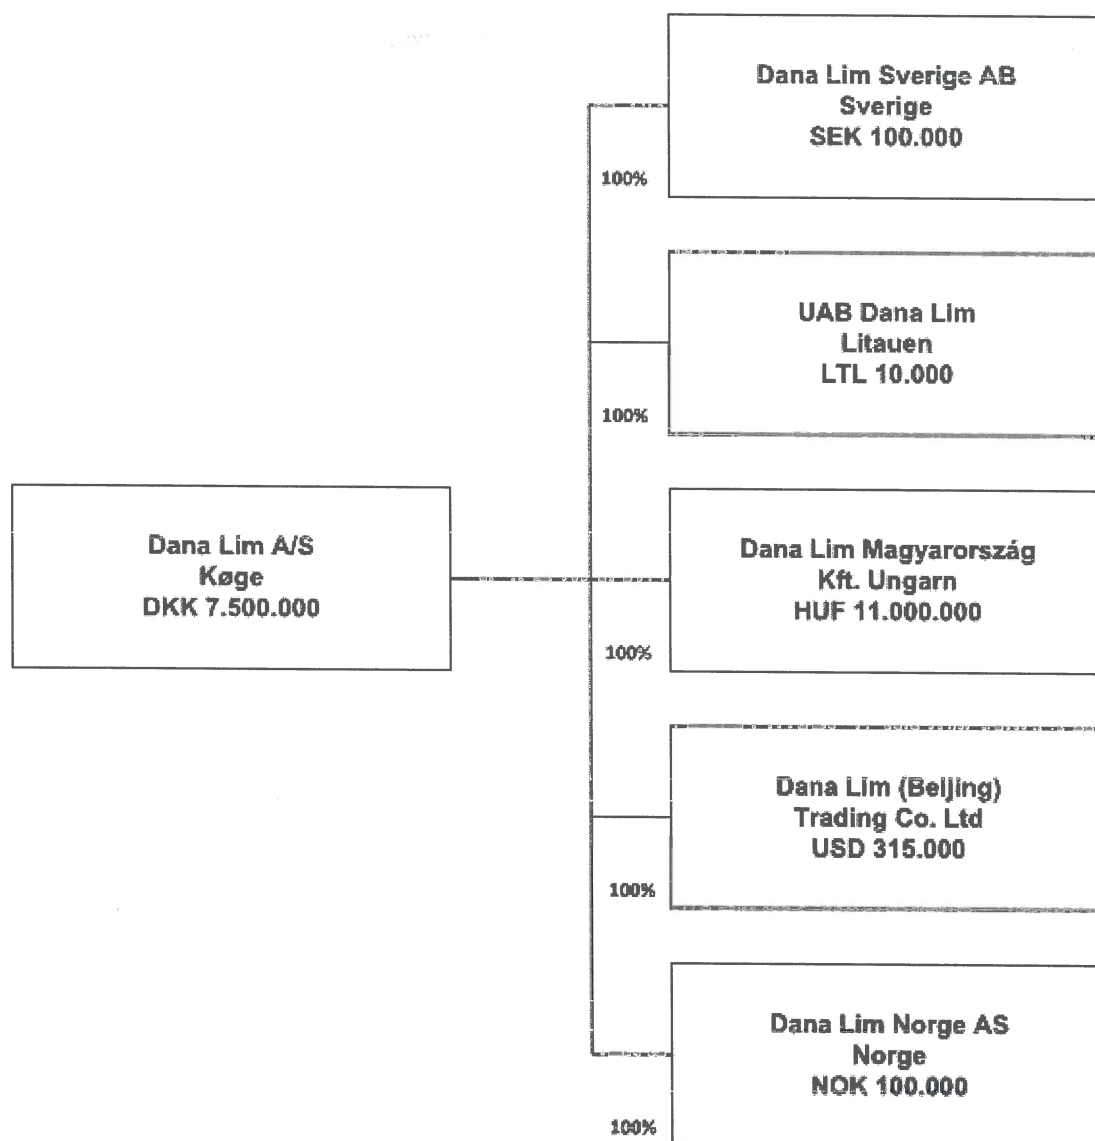 Dana Lim Sverige AB
Sverige
SEK 100.000
100%
UAB Dana Lim
Litauen
LTL 10.000
100%
Dana Lim A/S
Køge
DKK 7.500.000
Dana Lim Magyarország
Kft. Ungarn
HUF 11.000.000
100%
Dana Lim (Beijing)
Trading Co. Ltd
USD 315.000
100%
Dana Lim Norge AS
Norge
NOK 100.000
100%